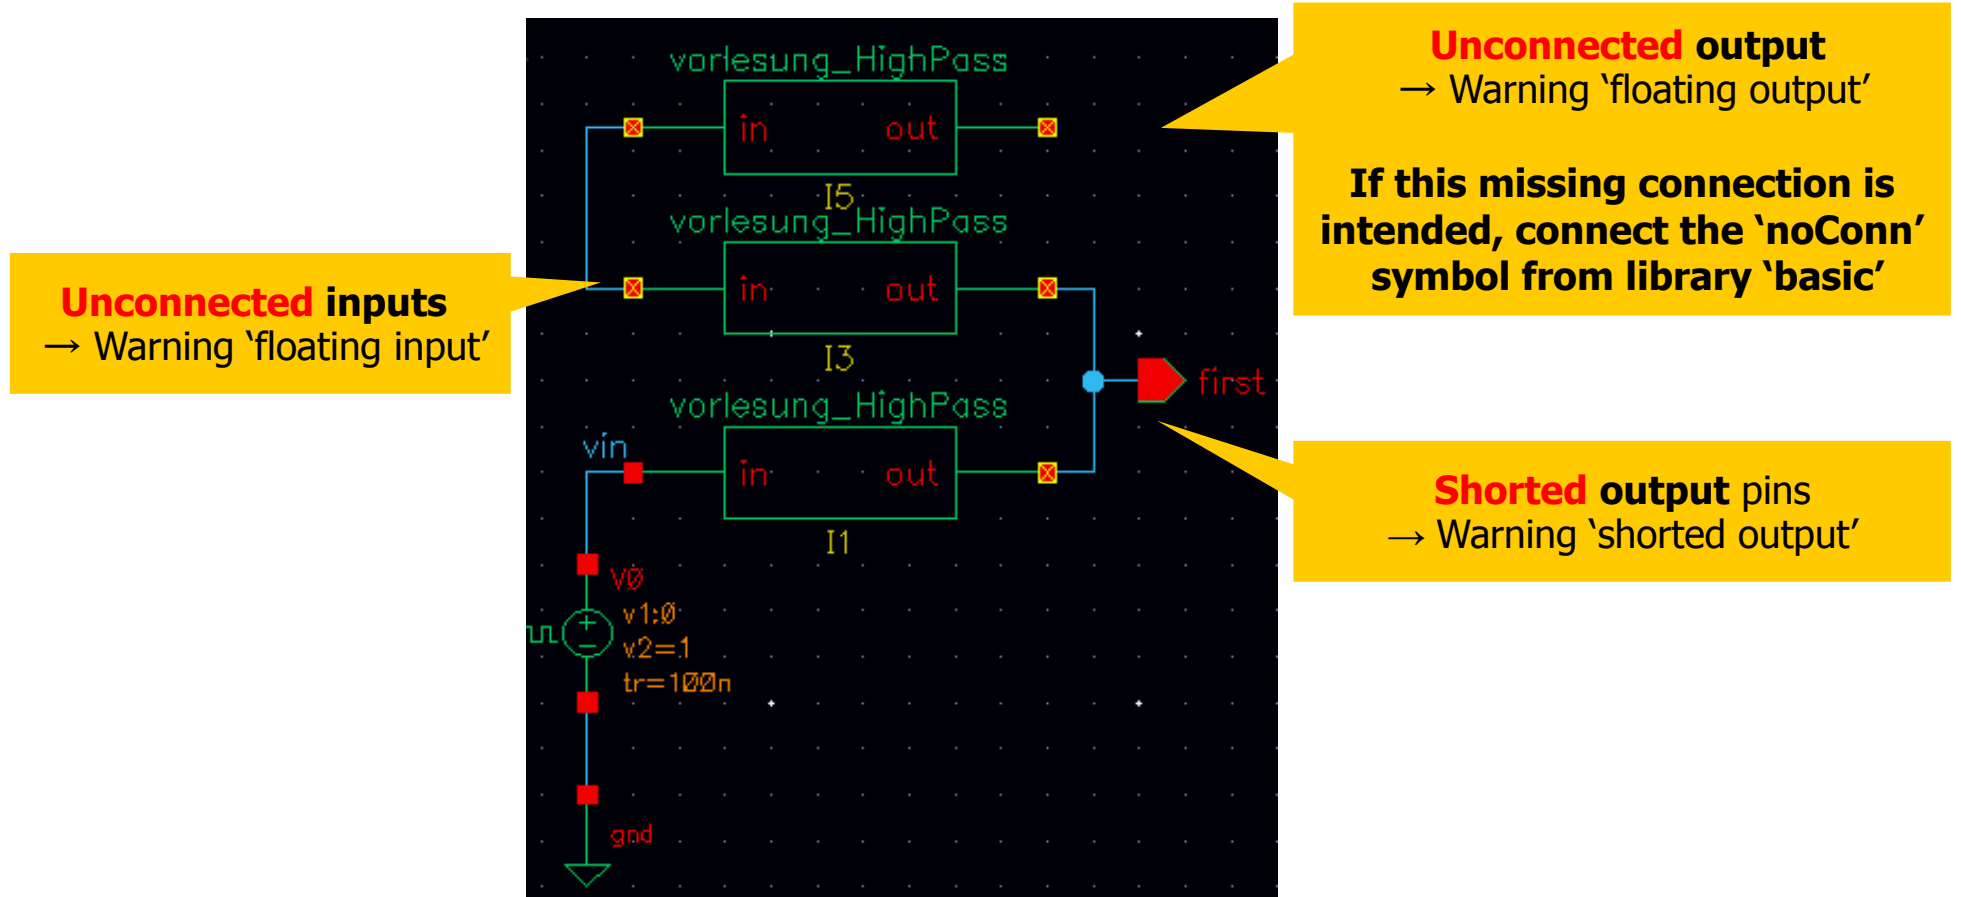 Unconnected output
→ Warning ‘floating output’
If this missing connection is
intended, connect the ‘noConn’
symbol from library ‘basic’
Unconnected inputs
→ Warning ‘floating input’
Shorted output pins
→ Warning ‘shorted output’
vorlesung_HighPass
in out
I5
vorlesung_HighPass
in out
I3
first
vorlesung_HighPass
vin
in out
I1
V0
v1:0
v2=1
tr=100n
gnd